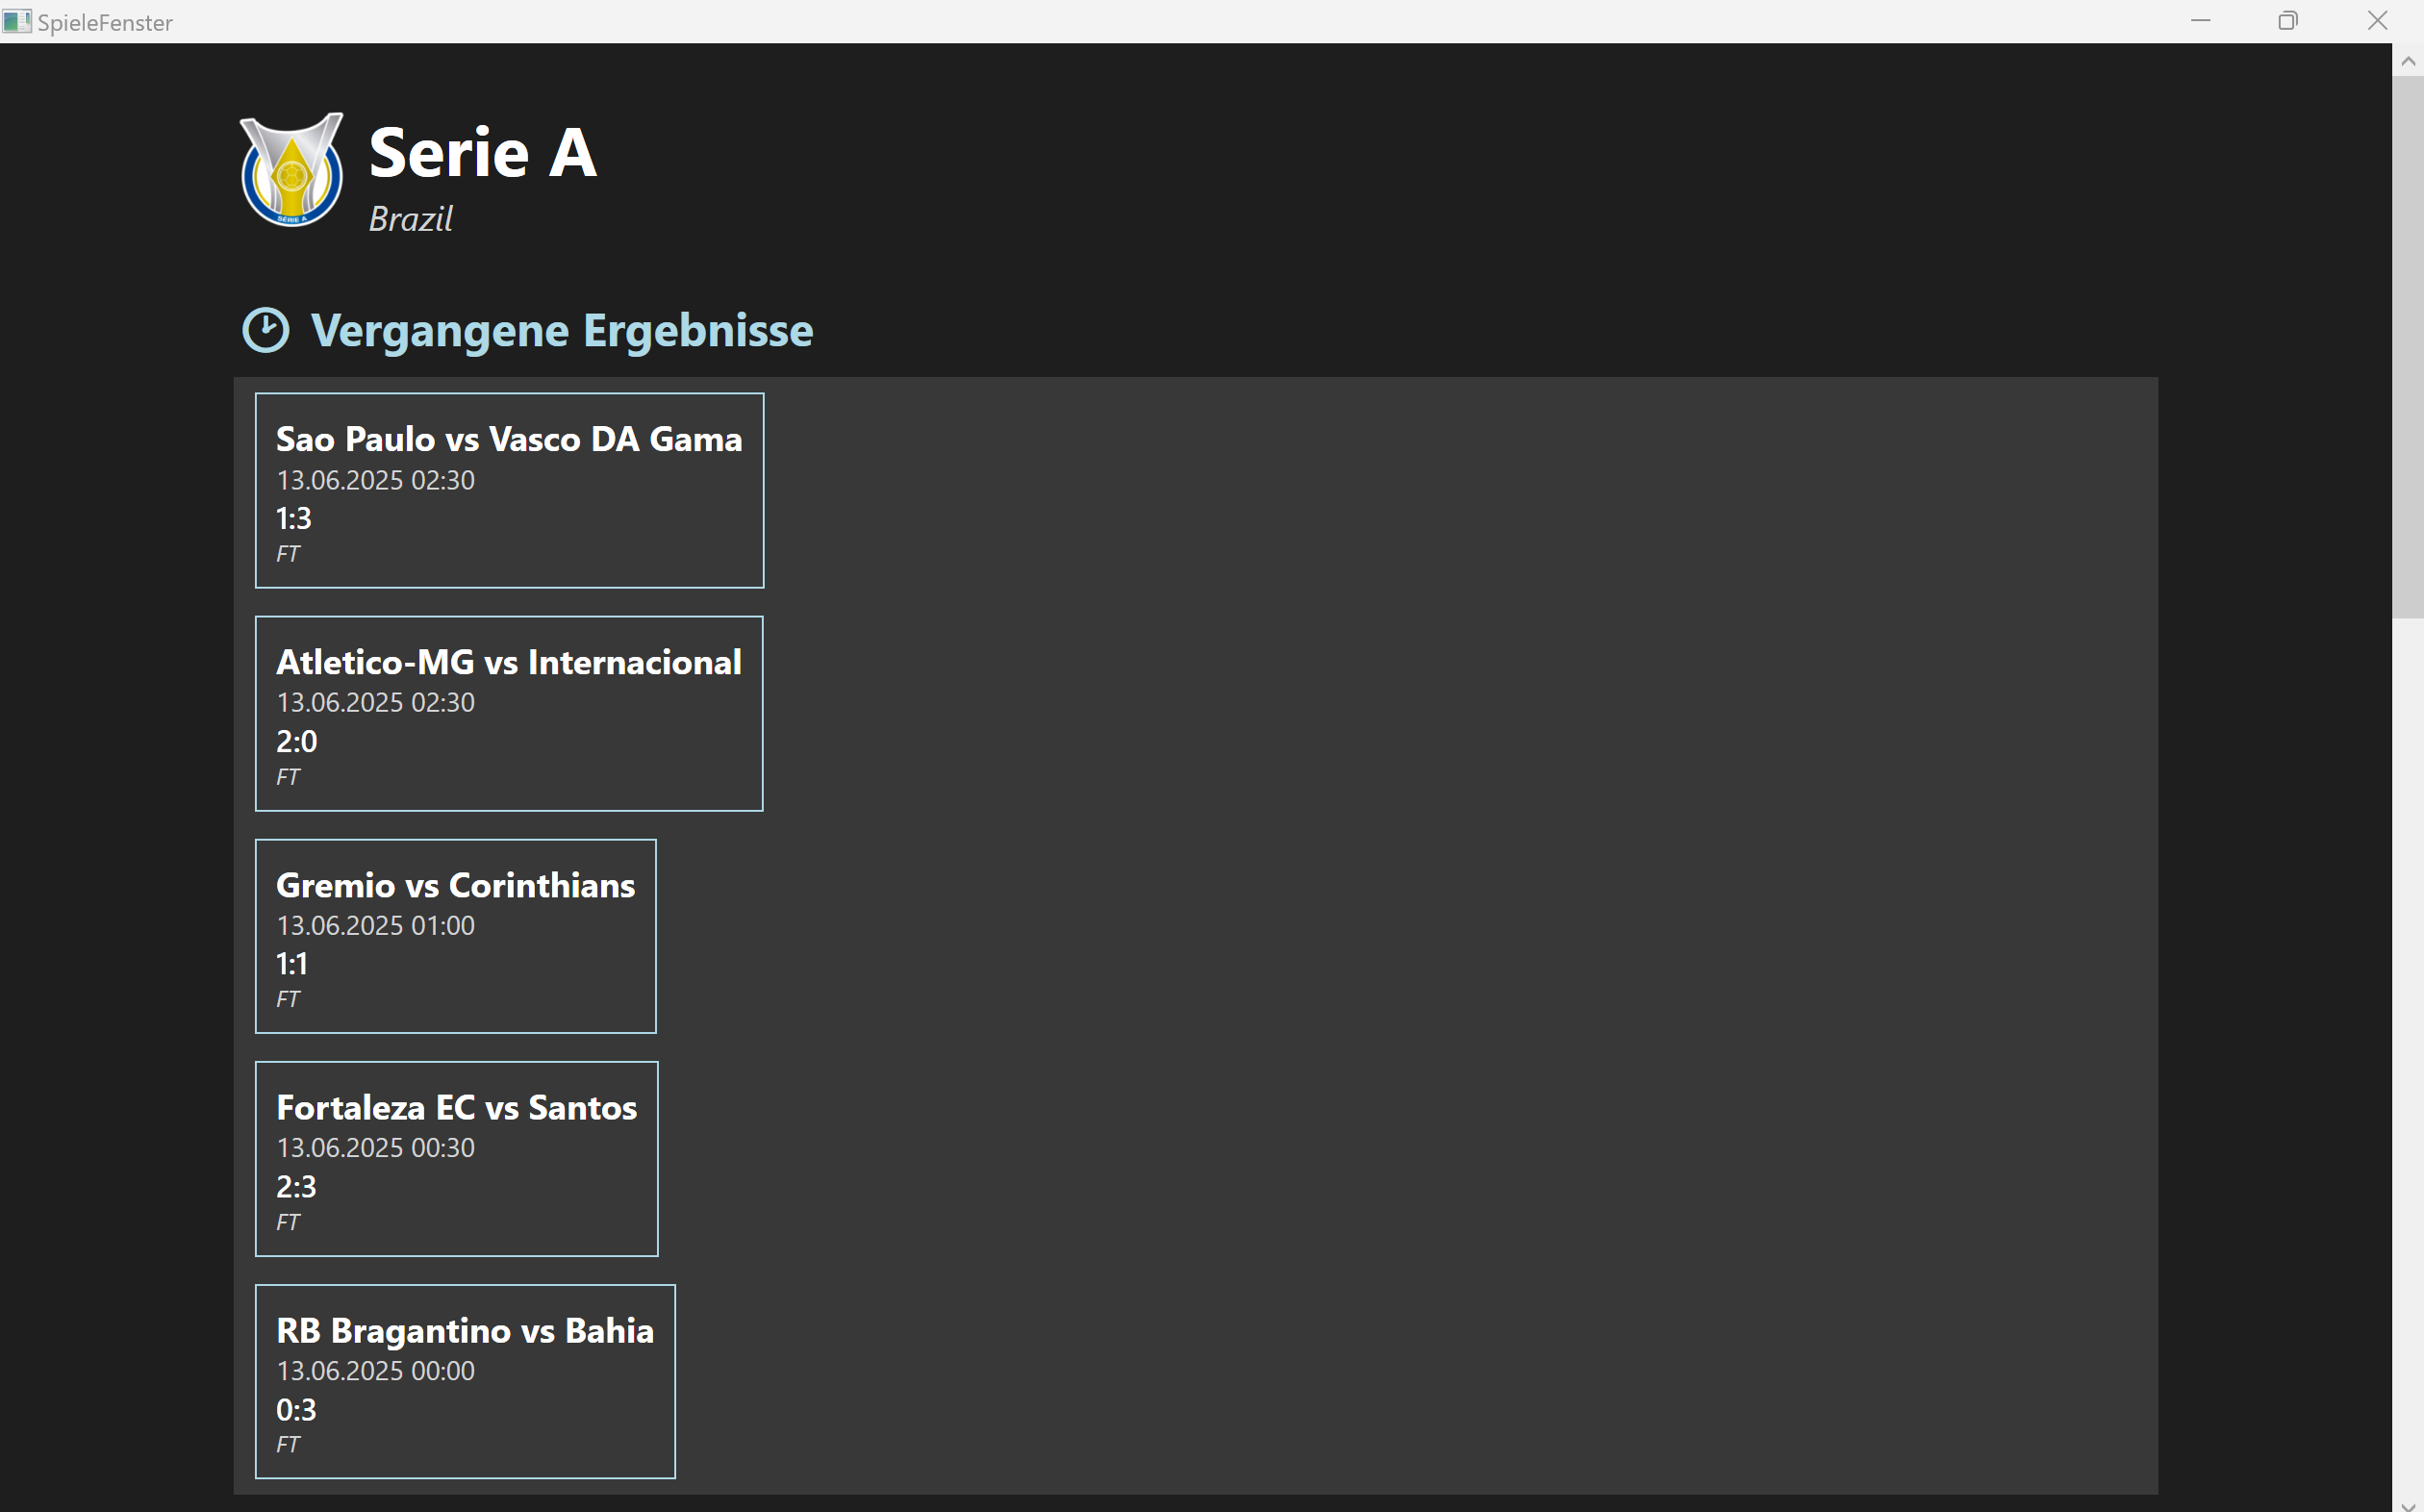 SpieleFenster
Serie A
SÉRIE A
Brazil
Vergangene Ergebnisse
Sao Paulo vs Vasco DA Gama
13.06.2025 02:30
1:3
FT
Atletico-MG vs Internacional
13.06.2025 02:30
2:0
FT
Gremio vs Corinthians
13.06.2025 01:00
1:1
FT
Fortaleza EC vs Santos
13.06.2025 00:30
2:3
FT
RB Bragantino vs Bahia
13.06.2025 00:00
0:3
FT